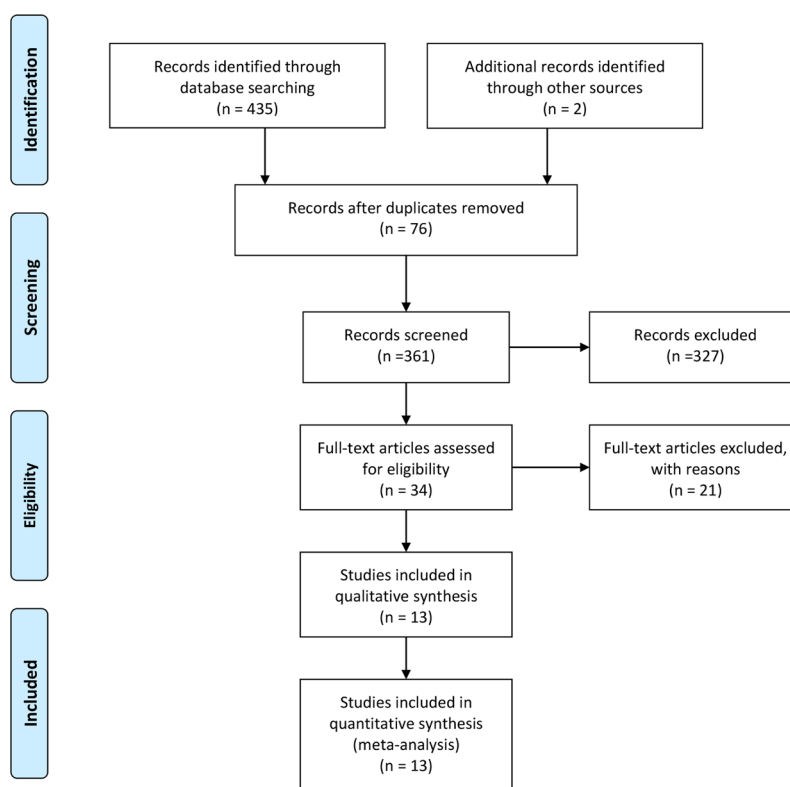 Identification
Records identified through
database searching
(n = 435)
Additional records identified
through other sources
(n = 2)
Records after duplicates removed
(n = 76)
Screening
Records screened
(n =361)
Records excluded
(n =327)
Eligibility
Full-text articles assessed
for eligibility
(n = 34)
Full-text articles excluded,
with reasons
(n = 21)
Studies included in
qualitative synthesis
(n = 13)
Included
Studies included in
quantitative synthesis
(meta-analysis)
(n = 13)